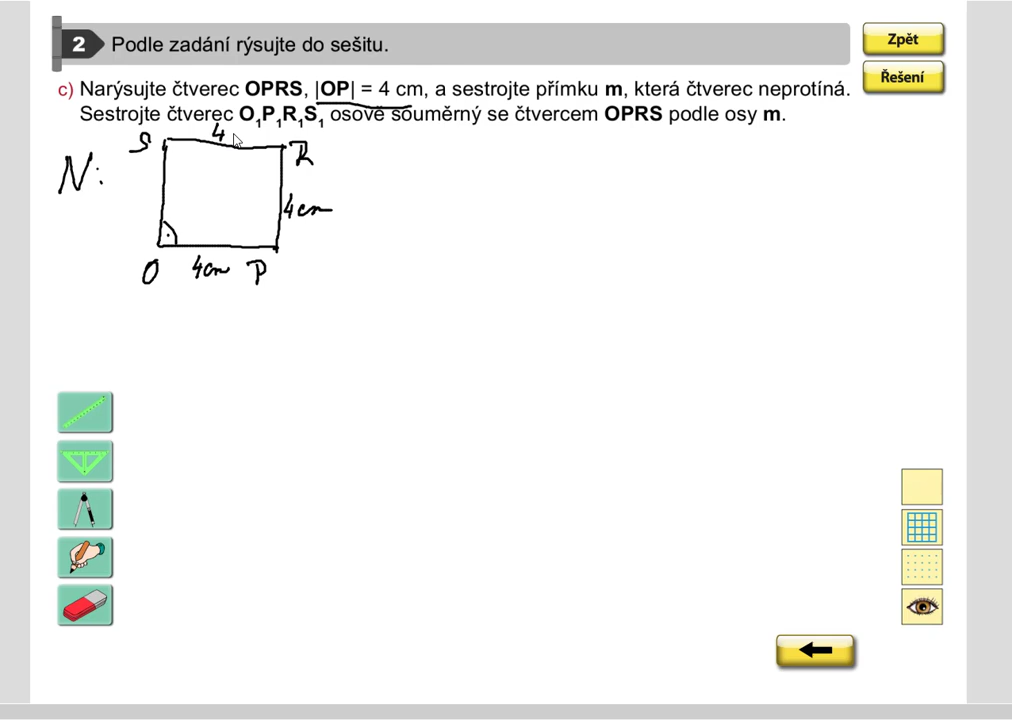 2 Podle zadání rýsujte do sešitu.
Zpět
Řešení
c) Narýsujte čtverec OPRS, |OP| = 4 cm, a sestrojte přímku m, která čtverec neprotíná.
Sestrojte čtverec O₁P₁R₁S₁ osově souměrný se čtvercem OPRS podle osy m.
N:
S 4 R
4cm
O 4cm P